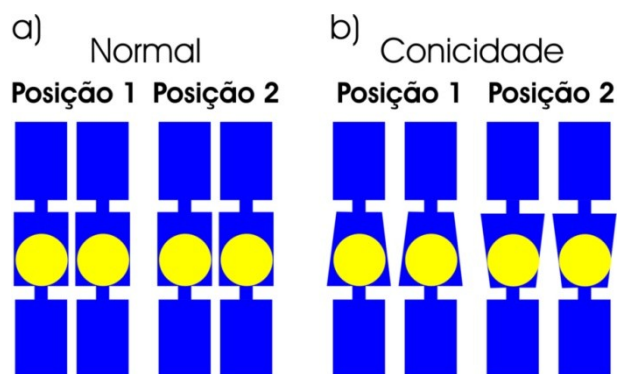 a)
Normal
Posição 1 Posição 2
b)
Conicidade
Posição 1 Posição 2